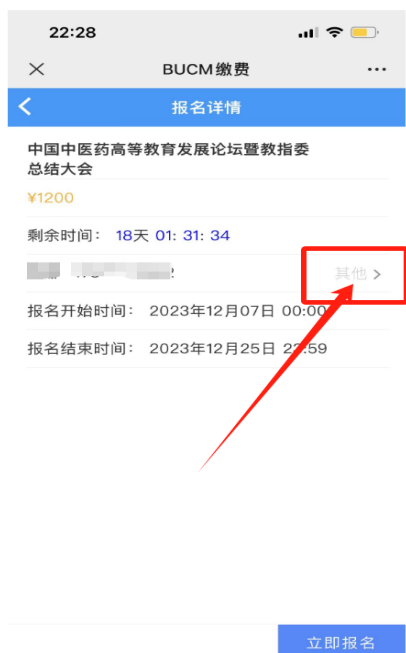 22:28
BUCM缴费
报名详情
中国中医药高等教育发展论坛暨教指委
总结大会
¥1200
剩余时间： 18天 01: 31: 34
其他
报名开始时间： 2023年12月07日 00:00
报名结束时间： 2023年12月25日 23:59
立即报名